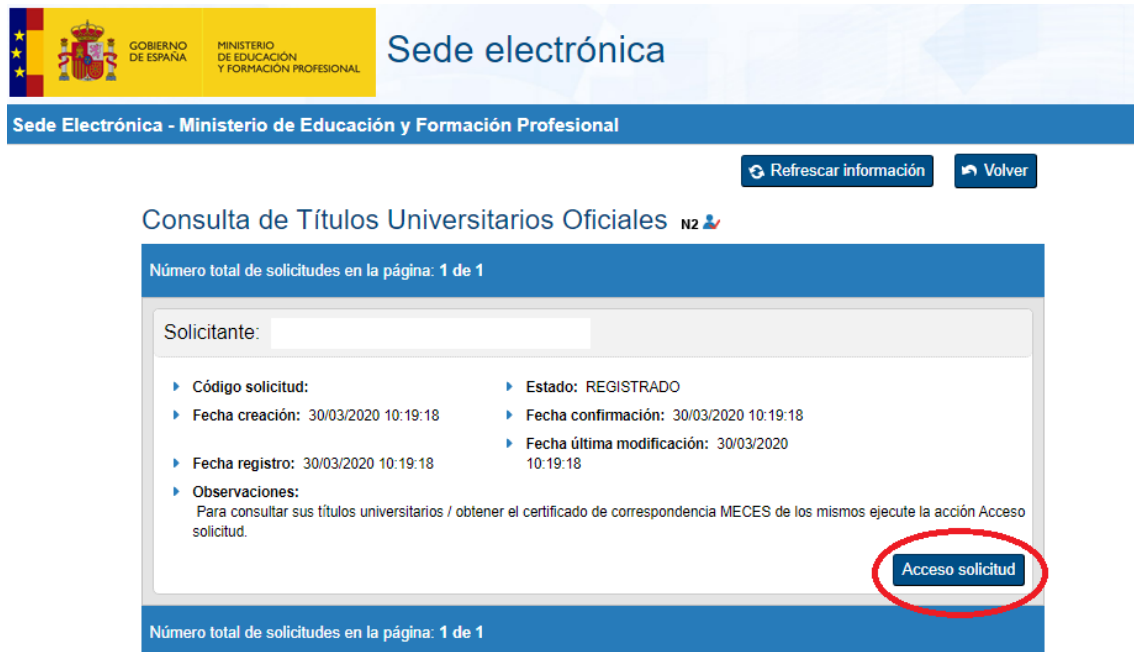 GOBIERNO
DE ESPAÑA
MINISTERIO
DE EDUCACIÓN
Y FORMACIÓN PROFESIONAL
Sede electrónica
Sede Electrónica - Ministerio de Educación y Formación Profesional
Refrescar información
Volver
Consulta de Títulos Universitarios Oficiales N2
Número total de solicitudes en la página: 1 de 1
Solicitante:
Código solicitud:
Estado: REGISTRADO
Fecha creación: 30/03/2020 10:19:18
Fecha confirmación: 30/03/2020 10:19:18
Fecha registro: 30/03/2020 10:19:18
Fecha última modificación: 30/03/2020
10:19:18
Observaciones:
Para consultar sus títulos universitarios / obtener el certificado de correspondencia MECES de los mismos ejecute la acción Acceso
solicitud.
Acceso solicitud
Número total de solicitudes en la página: 1 de 1